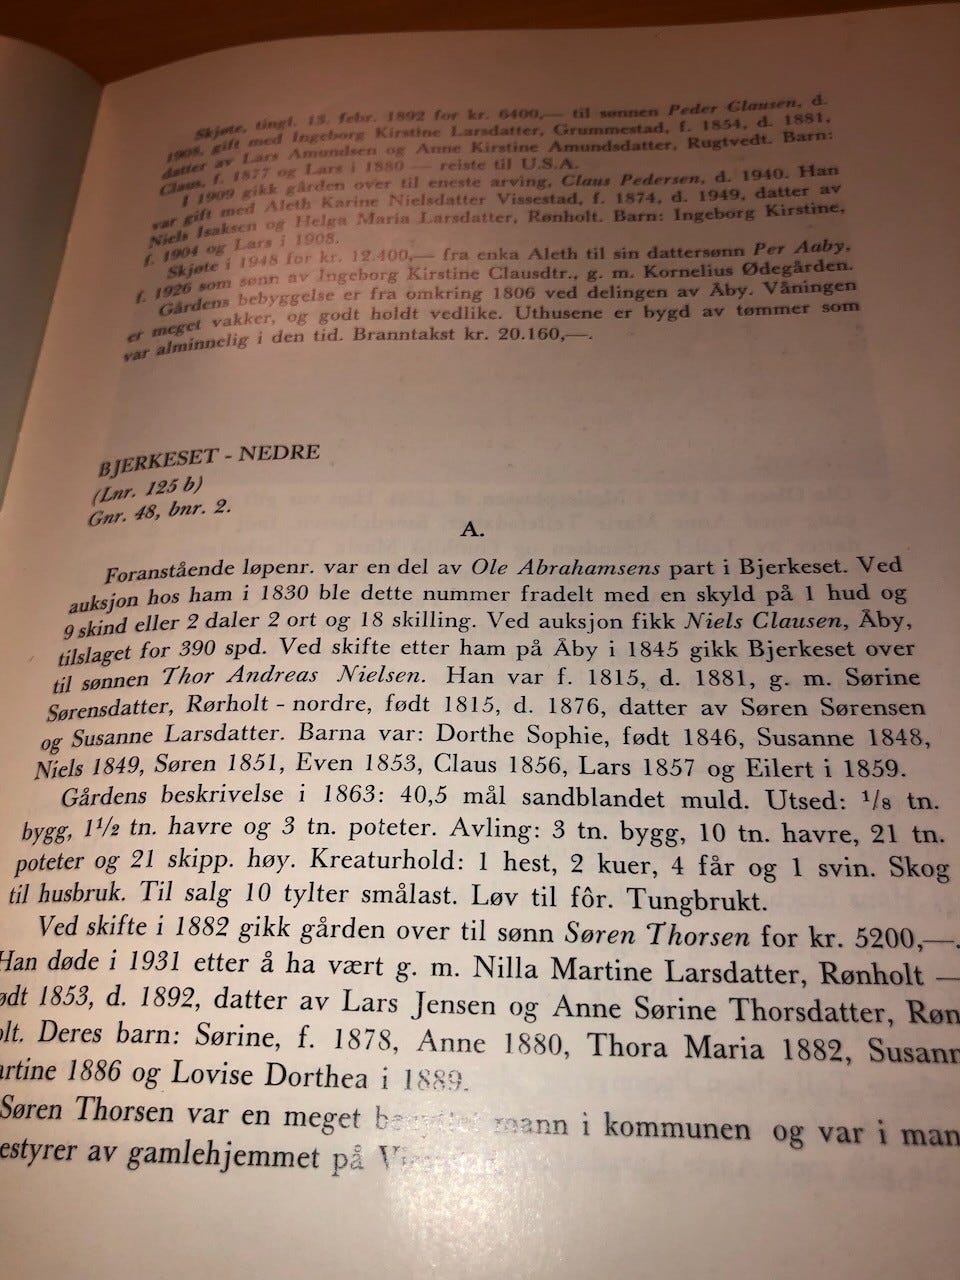 Skjøte, tingl. 13. febr. 1892 for kr. 6400,— til sønnen Peder Clausen, d.
1908, gift med Ingeborg Kirstine Larsdatter, Grummestad, f. 1854, d. 1881,
datter av Lars Amundsen og Anne Kirstine Amundsdatter, Rugtvedt. Barn:
Claus, f. 1877 og Lars i 1880 — reiste til U.S.A.
I 1909 gikk gården over til eneste arving, Claus Pedersen, d. 1940. Han
var gift med Aleth Karine Nielsdatter Vissestad, f. 1874, d. 1949, datter av
Niels Isaksen og Helga Maria Larsdatter, Rønholt. Barn: Ingeborg Kirstine,
f. 1904 og Lars i 1908.
Skjøte i 1948 for kr. 12.400,— fra enka Aleth til sin dattersønn Per Aaby,
f. 1926 som sønn av Ingeborg Kirstine Clausdtr., g. m. Kornelius Ødegården.
Gårdens bebyggelse er fra omkring 1806 ved delingen av Åby. Våningen
er meget vakker, og godt holdt vedlike. Uthusene er bygd av tømmer som
var alminnelig i den tid. Branntakst kr. 20.160,—.
BJERKESET - NEDRE
(Lnr. 125 b)
Gnr. 48, bnr. 2.
A.
Foranstående løpenr. var en del av Ole Abrahamsens part i Bjerkeset. Ved
auksjon hos ham i 1830 ble dette nummer fradelt med en skyld på 1 hud og
9 skind eller 2 daler 2 ort og 18 skilling. Ved auksjon fikk Niels Clausen, Åby,
tilslaget for 390 spd. Ved skifte etter ham på Åby i 1845 gikk Bjerkeset over
til sønnen Thor Andreas Nielsen. Han var f. 1815, d. 1881, g. m. Sørine
Sørensdatter, Rørholt - nordre, født 1815, d. 1876, datter av Søren Sørensen
og Susanne Larsdatter. Barna var: Dorthe Sophie, født 1846, Susanne 1848,
Niels 1849, Søren 1851, Even 1853, Claus 1856, Lars 1857 og Eilert i 1859.
Gårdens beskrivelse i 1863: 40,5 mål sandblandet muld. Utsed: 1/8 tn.
bygg, 1 1/2 tn. havre og 3 tn. poteter. Avling: 3 tn. bygg, 10 tn. havre, 21 tn.
poteter og 21 skipp. høy. Kreaturhold: 1 hest, 2 kuer, 4 får og 1 svin. Skog
til husbruk. Til salg 10 tylter smålast. Løv til fôr. Tungbrukt.
Ved skifte i 1882 gikk gården over til sønn Søren Thorsen for kr. 5200,—.
Han døde i 1931 etter å ha vært g. m. Nilla Martine Larsdatter, Rønholt —
ødt 1853, d. 1892, datter av Lars Jensen og Anne Sørine Thorsdatter, Røn
olt. Deres barn: Sørine, f. 1878, Anne 1880, Thora Maria 1882, Susann
artine 1886 og Lovise Dorthea i 1889.
Søren Thorsen var en meget benyttet mann i kommunen og var i man
estyrer av gamlehjemmet på